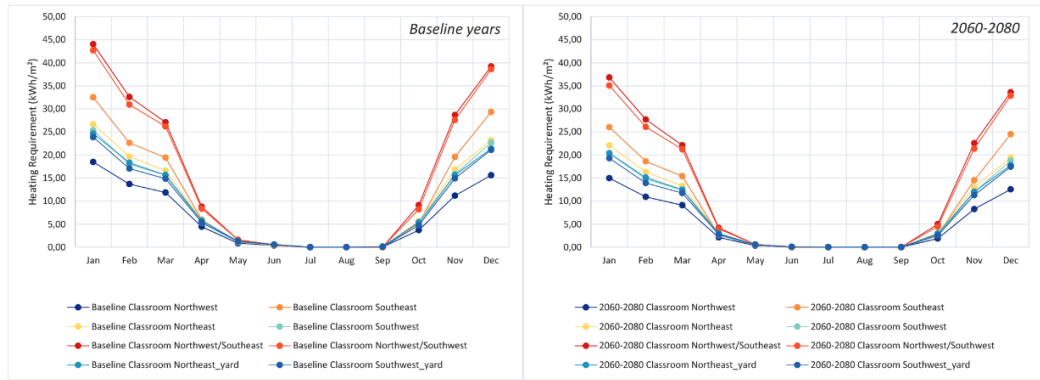 Baseline years
Heating Requirement (kWh/m²)
50,00
45,00
40,00
35,00
30,00
25,00
20,00
15,00
10,00
5,00
0,00
Jan Feb Mar Apr May Jun Jul Aug Sep Oct Nov Dec
Baseline Classroom Northwest Baseline Classroom Southeast
Baseline Classroom Northeast Baseline Classroom Southwest
Baseline Classroom Northwest/Southeast Baseline Classroom Northwest/Southwest
Baseline Classroom Northeast_yard Baseline Classroom Southwest_yard
2060-2080
Heating Requirement (kWh/m²)
50,00
45,00
40,00
35,00
30,00
25,00
20,00
15,00
10,00
5,00
0,00
Jan Feb Mar Apr May Jun Jul Aug Sep Oct Nov Dec
2060-2080 Classroom Northwest 2060-2080 Classroom Southeast
2060-2080 Classroom Northeast 2060-2080 Classroom Southwest
2060-2080 Classroom Northwest/Southeast 2060-2080 Classroom Northwest/Southwest
2060-2080 Classroom Northeast_yard 2060-2080 Classroom Southwest_yard